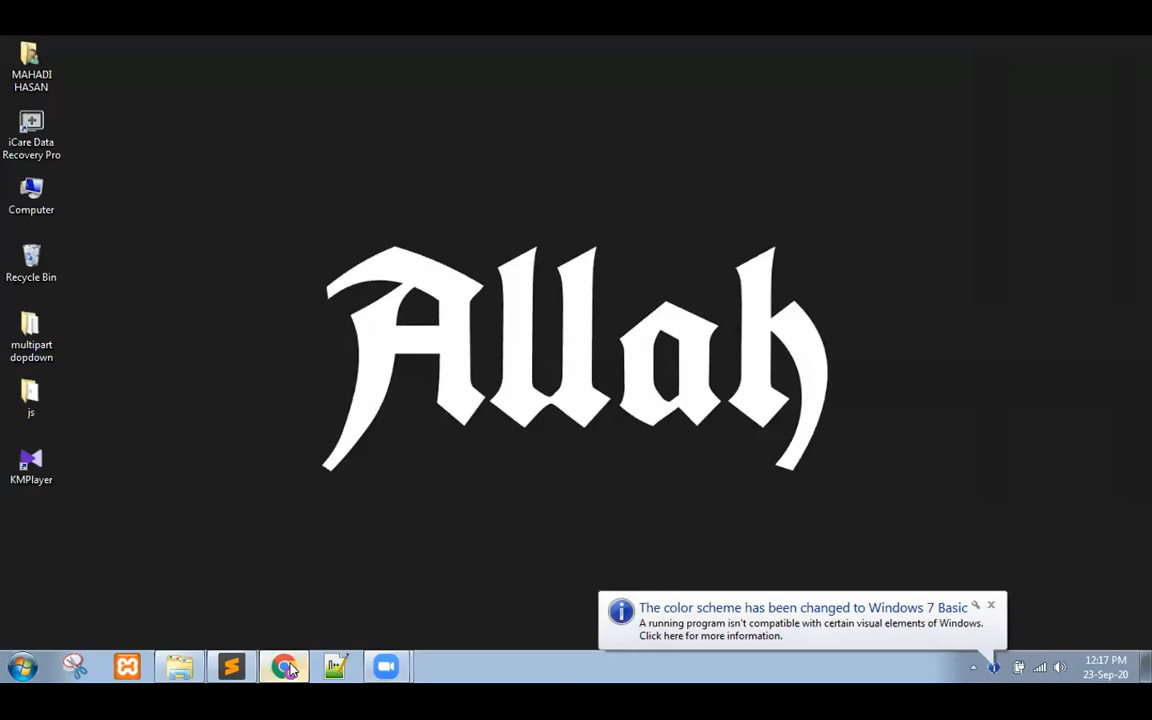 MAHADI
HASAN
iCare Data
Recovery Pro
Computer
Recycle Bin
multipart
dopdown
js
KMPlayer
Allah
The color scheme has been changed to Windows 7 Basic
A running program isn't compatible with certain visual elements of Windows.
Click here for more information.
12:17 PM
23-Sep-20